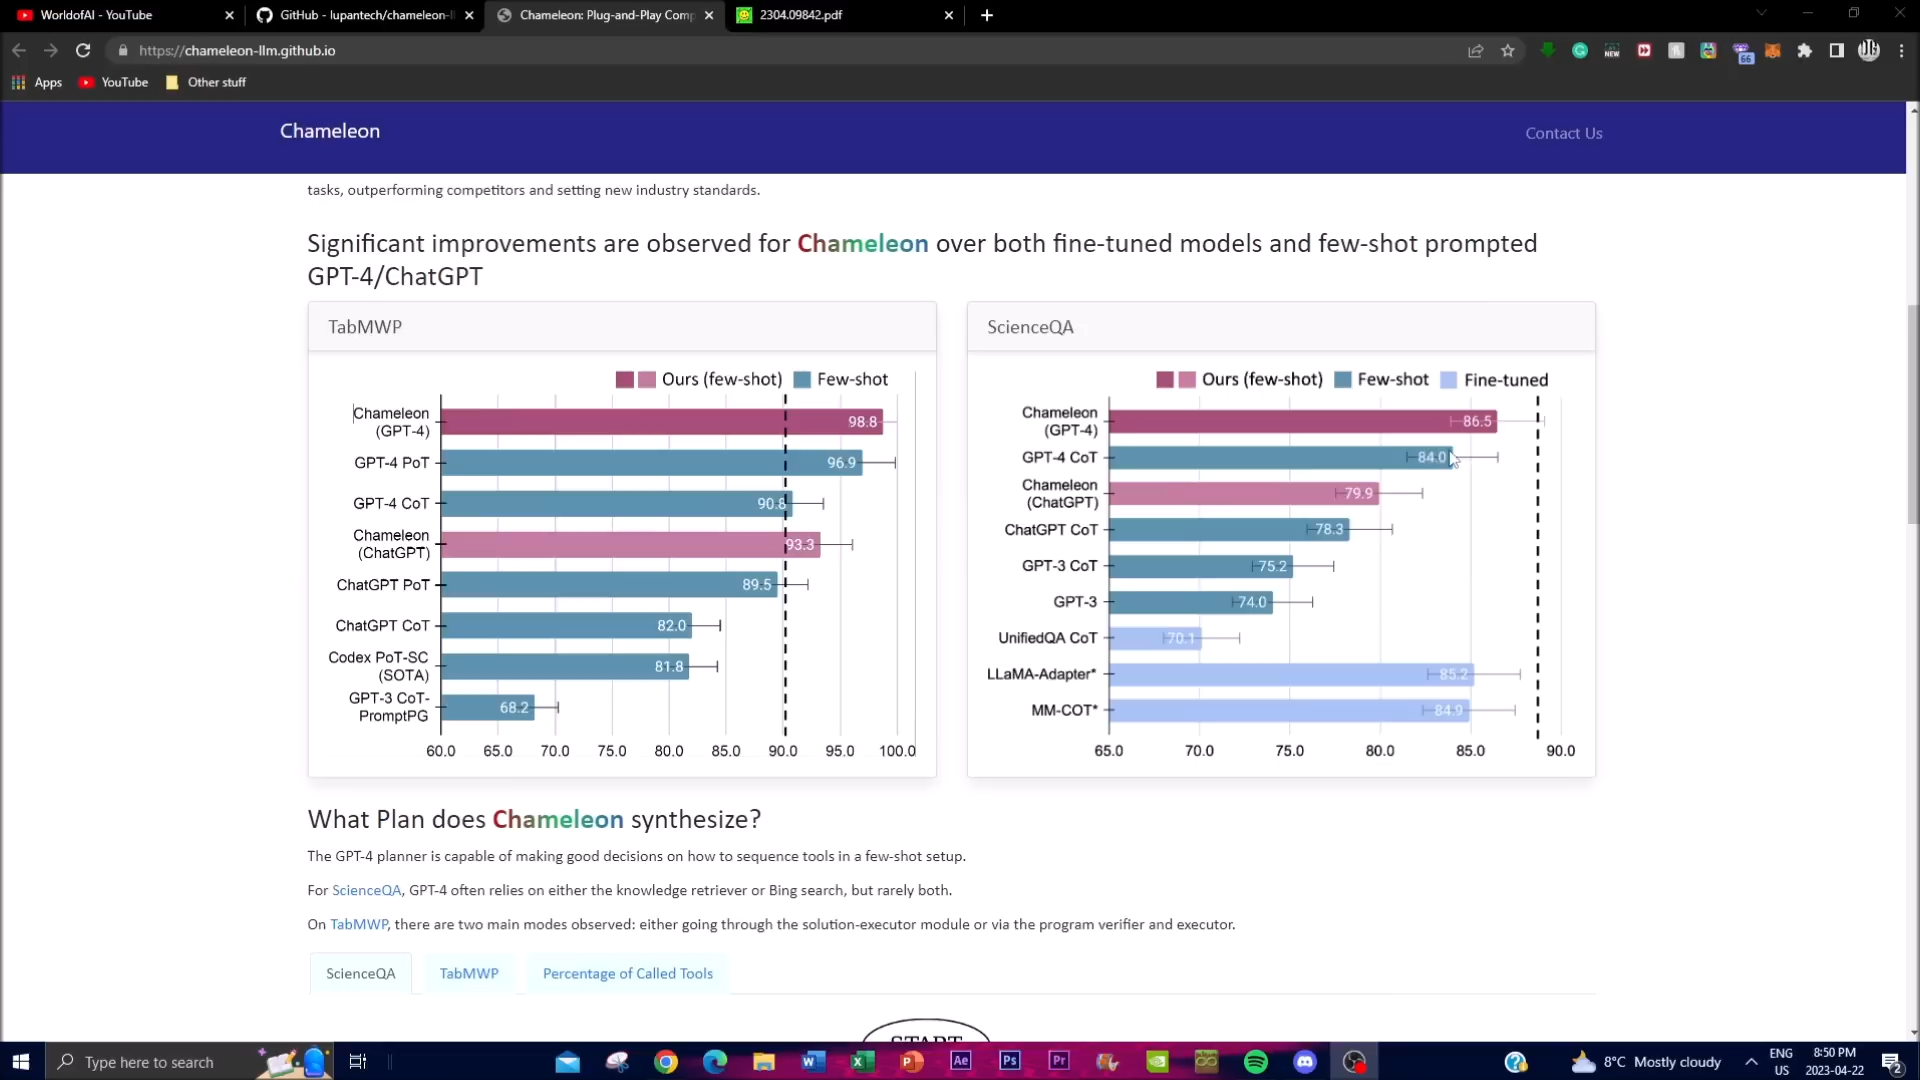 WorldofAI - YouTube
GitHub - lupantech/chameleon-ll
Chameleon: Plug-and-Play Comp
2304.09842.pdf
https://chameleon-llm.github.io
NEW
66
Apps
YouTube
Other stuff
Chameleon
Contact Us
tasks, outperforming competitors and setting new industry standards.
Significant improvements are observed for Chameleon over both fine-tuned models and few-shot prompted
GPT-4/ChatGPT
TabMWP
Ours (few-shot) Few-shot
Chameleon
(GPT-4)
98.8
GPT-4 PoT
96.9
GPT-4 CoT
90.8
Chameleon
(ChatGPT)
93.3
ChatGPT PoT
89.5
ChatGPT CoT
82.0
Codex PoT-SC
(SOTA)
81.8
GPT-3 CoT-
PromptPG
68.2
60.0 65.0 70.0 75.0 80.0 85.0 90.0 95.0 100.0
ScienceQA
Ours (few-shot) Few-shot Fine-tuned
Chameleon
(GPT-4)
86.5
GPT-4 CoT
84.0
Chameleon
(ChatGPT)
79.9
ChatGPT CoT
78.3
GPT-3 CoT
75.2
GPT-3
74.0
UnifiedQA CoT
70.1
LLaMA-Adapter*
85.2
MM-COT*
84.9
65.0 70.0 75.0 80.0 85.0 90.0
What Plan does Chameleon synthesize?
The GPT-4 planner is capable of making good decisions on how to sequence tools in a few-shot setup.
For ScienceQA, GPT-4 often relies on either the knowledge retriever or Bing search, but rarely both.
On TabMWP, there are two main modes observed: either going through the solution-executor module or via the program verifier and executor.
ScienceQA
TabMWP
Percentage of Called Tools
START
Type here to search
Ae
Ps
Pr
8°C Mostly cloudy
ENG
US
8:50 PM
2023-04-22
2